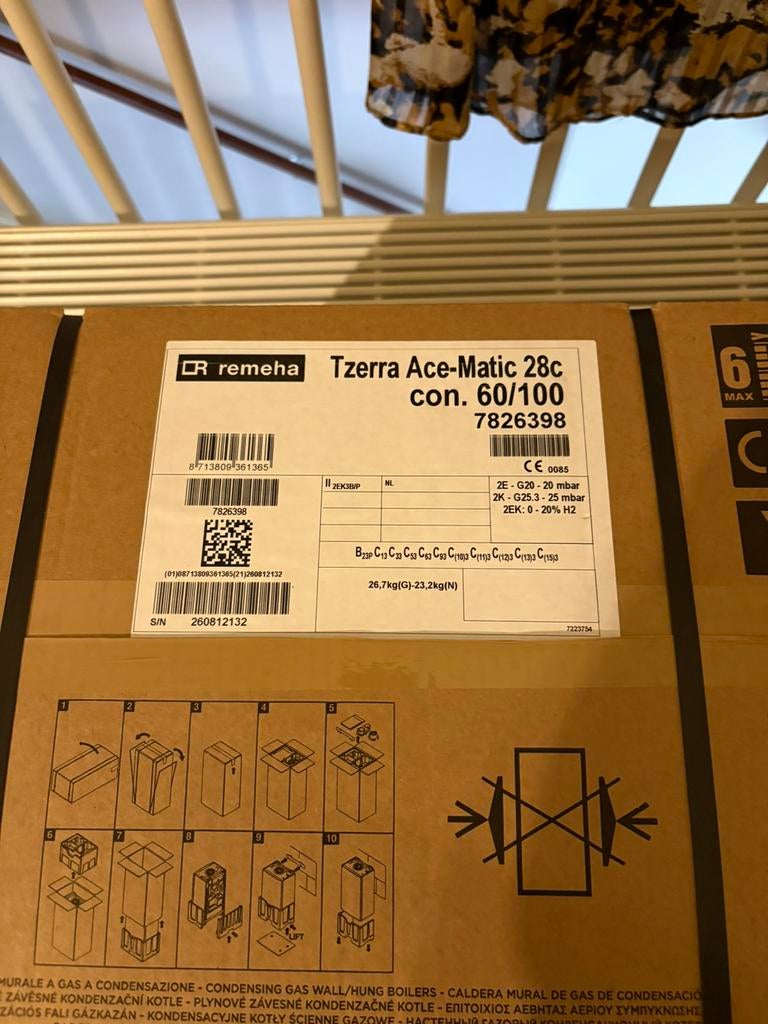 remeha
Tzerra Ace-Matic 28c
con. 60/100
7826398
8 713809 361365
CE 0085
7826398
II 2EK3B/P
NL
2E - G20 - 20 mbar
2K - G25.3 - 25 mbar
2EK: 0 - 20% H2
B23P C13 C33 C53 C63 C93 C(10)3 C(11)3 C(12)3 C(13)3 C(15)3
(01)08713809361365(21)260812132
26,7kg(G)-23,2kg(N)
S/N 260812132
7223754
6
MAX
1 2 3 4 5
6 7 8 9 10
LIFT
MURALE A GAS A CONDENSAZIONE - CONDENSING GAS WALL/HUNG BOILERS - CALDERA MURAL DE GAS DE
ZÁVĚSNÉ KONDENZAČNÍ KOTLE - PLYNOVÉ ZÁVESNÉ KONDENZAČNÉ KOTLE - ΕΠΙΤΟΙΧΟΣ ΛΕΒΗΤΑΣ ΑΕΡΙΟΥ ΣΥΜΠΥΚΝΩΣΗΣ
FALI GÁZKAZÁN - KONDENSACYJNE KOTŁY ŚCIENNE GAZOWE - НАСТЕННЫЙ ГАЗОВЫЙ